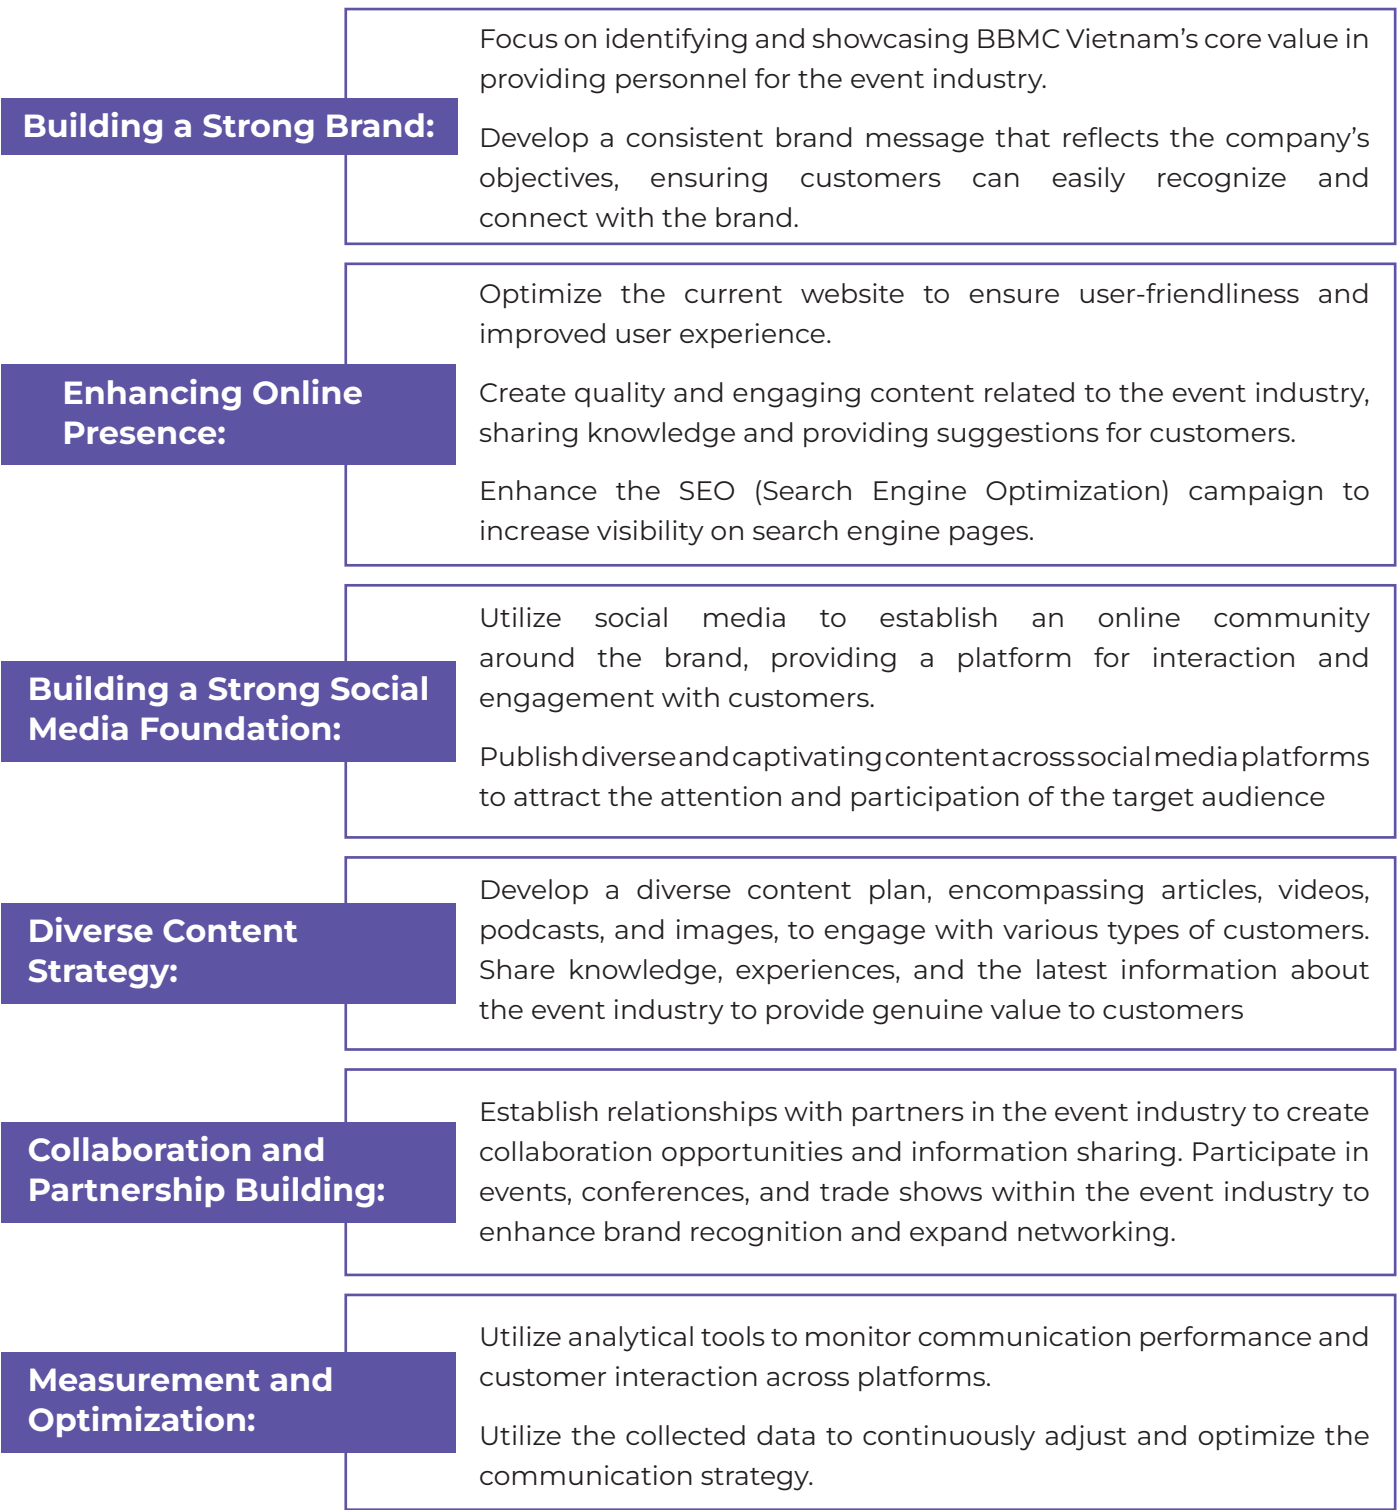 Building a Strong Brand:
Focus on identifying and showcasing BBMC Vietnam’s core value in
providing personnel for the event industry.
Develop a consistent brand message that reflects the company’s
objectives, ensuring customers can easily recognize and
connect with the brand.
Enhancing Online
Presence:
Optimize the current website to ensure user-friendliness and
improved user experience.
Create quality and engaging content related to the event industry,
sharing knowledge and providing suggestions for customers.
Enhance the SEO (Search Engine Optimization) campaign to
increase visibility on search engine pages.
Building a Strong Social
Media Foundation:
Utilize social media to establish an online community
around the brand, providing a platform for interaction and
engagement with customers.
Publish diverse and captivating content across social media platforms
to attract the attention and participation of the target audience
Diverse Content
Strategy:
Develop a diverse content plan, encompassing articles, videos,
podcasts, and images, to engage with various types of customers.
Share knowledge, experiences, and the latest information about
the event industry to provide genuine value to customers
Collaboration and
Partnership Building:
Establish relationships with partners in the event industry to create
collaboration opportunities and information sharing. Participate in
events, conferences, and trade shows within the event industry to
enhance brand recognition and expand networking.
Measurement and
Optimization:
Utilize analytical tools to monitor communication performance and
customer interaction across platforms.
Utilize the collected data to continuously adjust and optimize the
communication strategy.